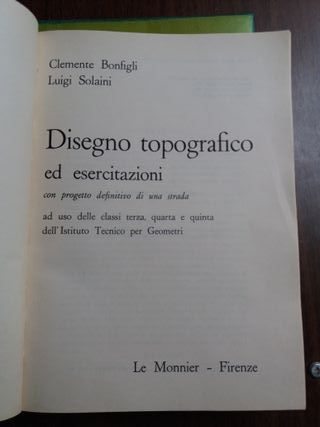 Clemente Bonfigli
Luigi Solaini
Disegno topografico
ed esercitazioni
con progetto definitivo di una strada
ad uso delle classi terza, quarta e quinta
dell'Istituto Tecnico per Geometri
Le Monnier - Firenze